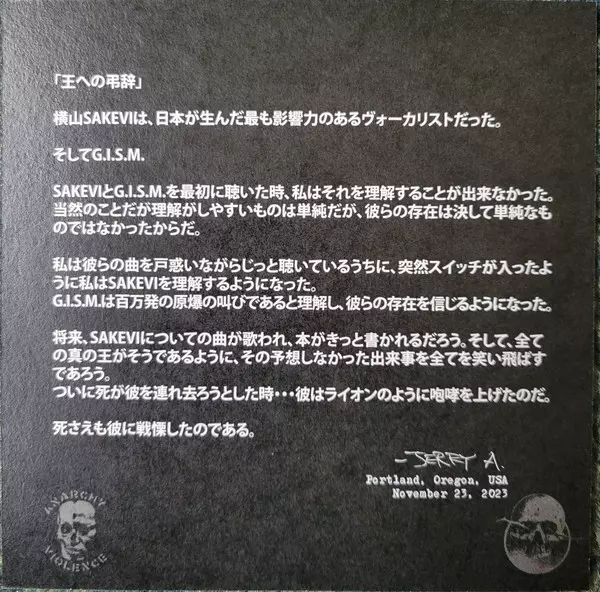 「王への弔辞」
横山SAKEVIは、日本が生んだ最も影響力のあるヴォーカリストだった。
そしてG.I.S.M.
SAKEVIとG.I.S.M.を最初に聴いた時、私はそれを理解することが出来なかった。
当然のことだが理解がしやすいものは単純だが、彼らの存在は決して単純なも
のではなかったからだ。
私は彼らの曲を戸惑いながらじっと聴いているうちに、突然スイッチが入ったよ
うに私はSAKEVIを理解するようになった。
G.I.S.M.は百万発の原爆の叫びであると理解し、彼らの存在を信じるようになった。
将来、SAKEVIについての曲が歌われ、本がきっと書かれるだろう。そして、全て
の真の王がそうであるように、その予想しなかった出来事を全てを笑い飛ばす
であろう。
ついに死が彼を連れ去ろうとした時・・・彼はライオンのように咆哮を上げたのだ。
死さえも彼に戦慄したのである。
-JERRY A.
Portland, Oregon, USA
November 23, 2023
ANARCHY
VIOLENCE